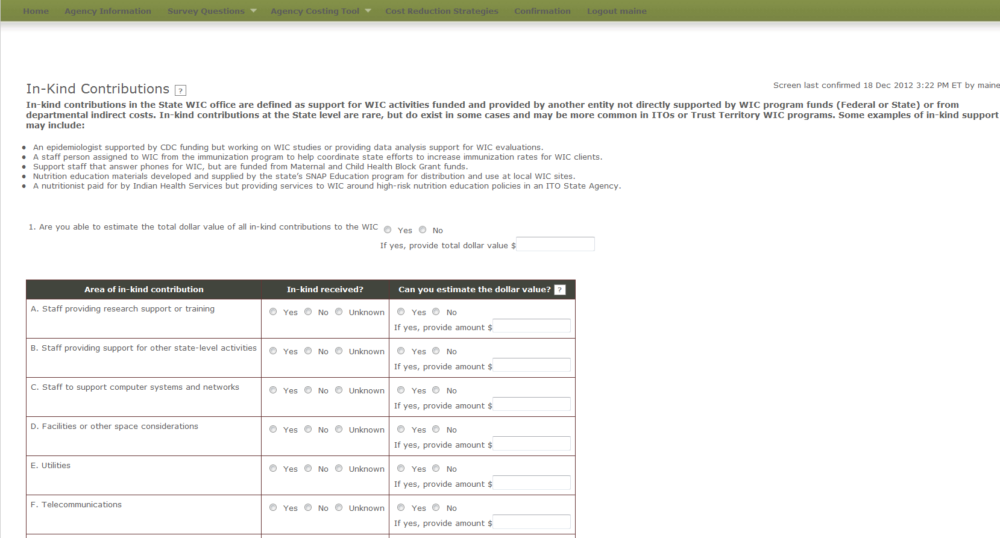 Home Agency Information Survey Questions Agency Costing Tool Cost Reduction Strategies Confirmation Logout maine
Screen last confirmed 18 Dec 2012 3:22 PM ET by maine
In-Kind Contributions ?
In-kind contributions in the State WIC office are defined as support for WIC activities funded and provided by another entity not directly supported by WIC program funds (Federal or State) or from
departmental indirect costs. In-kind contributions at the State level are rare, but do exist in some cases and may be more common in ITOs or Trust Territory WIC programs. Some examples of in-kind support
may include:
• An epidemiologist supported by CDC funding but working on WIC studies or providing data analysis support for WIC evaluations.
• A staff person assigned to WIC from the immunization program to help coordinate state efforts to increase immunization rates for WIC clients.
• Support staff that answer phones for WIC, but are funded from Maternal and Child Health Block Grant funds.
• Nutrition education materials developed and supplied by the state's SNAP Education program for distribution and use at local WIC sites.
• A nutritionist paid for by Indian Health Services but providing services to WIC around high-risk nutrition education policies in an ITO State Agency.
1. Are you able to estimate the total dollar value of all in-kind contributions to the WIC Yes No
If yes, provide total dollar value $
Area of in-kind contribution In-kind received? Can you estimate the dollar value? ?
A. Staff providing research support or training Yes No Unknown Yes No
If yes, provide amount $
B. Staff providing support for other state-level activities Yes No Unknown Yes No
If yes, provide amount $
C. Staff to support computer systems and networks Yes No Unknown Yes No
If yes, provide amount $
D. Facilities or other space considerations Yes No Unknown Yes No
If yes, provide amount $
E. Utilities Yes No Unknown Yes No
If yes, provide amount $
F. Telecommunications Yes No Unknown Yes No
If yes, provide amount $